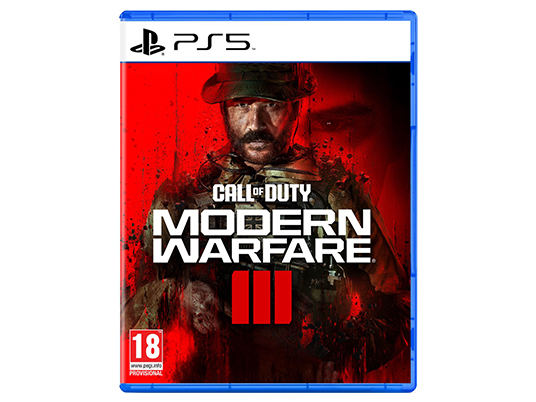 PS5
CALL OF DUTY®
MODERN
WARFARE®
III
18
www.pegi.info
PROVISIONAL